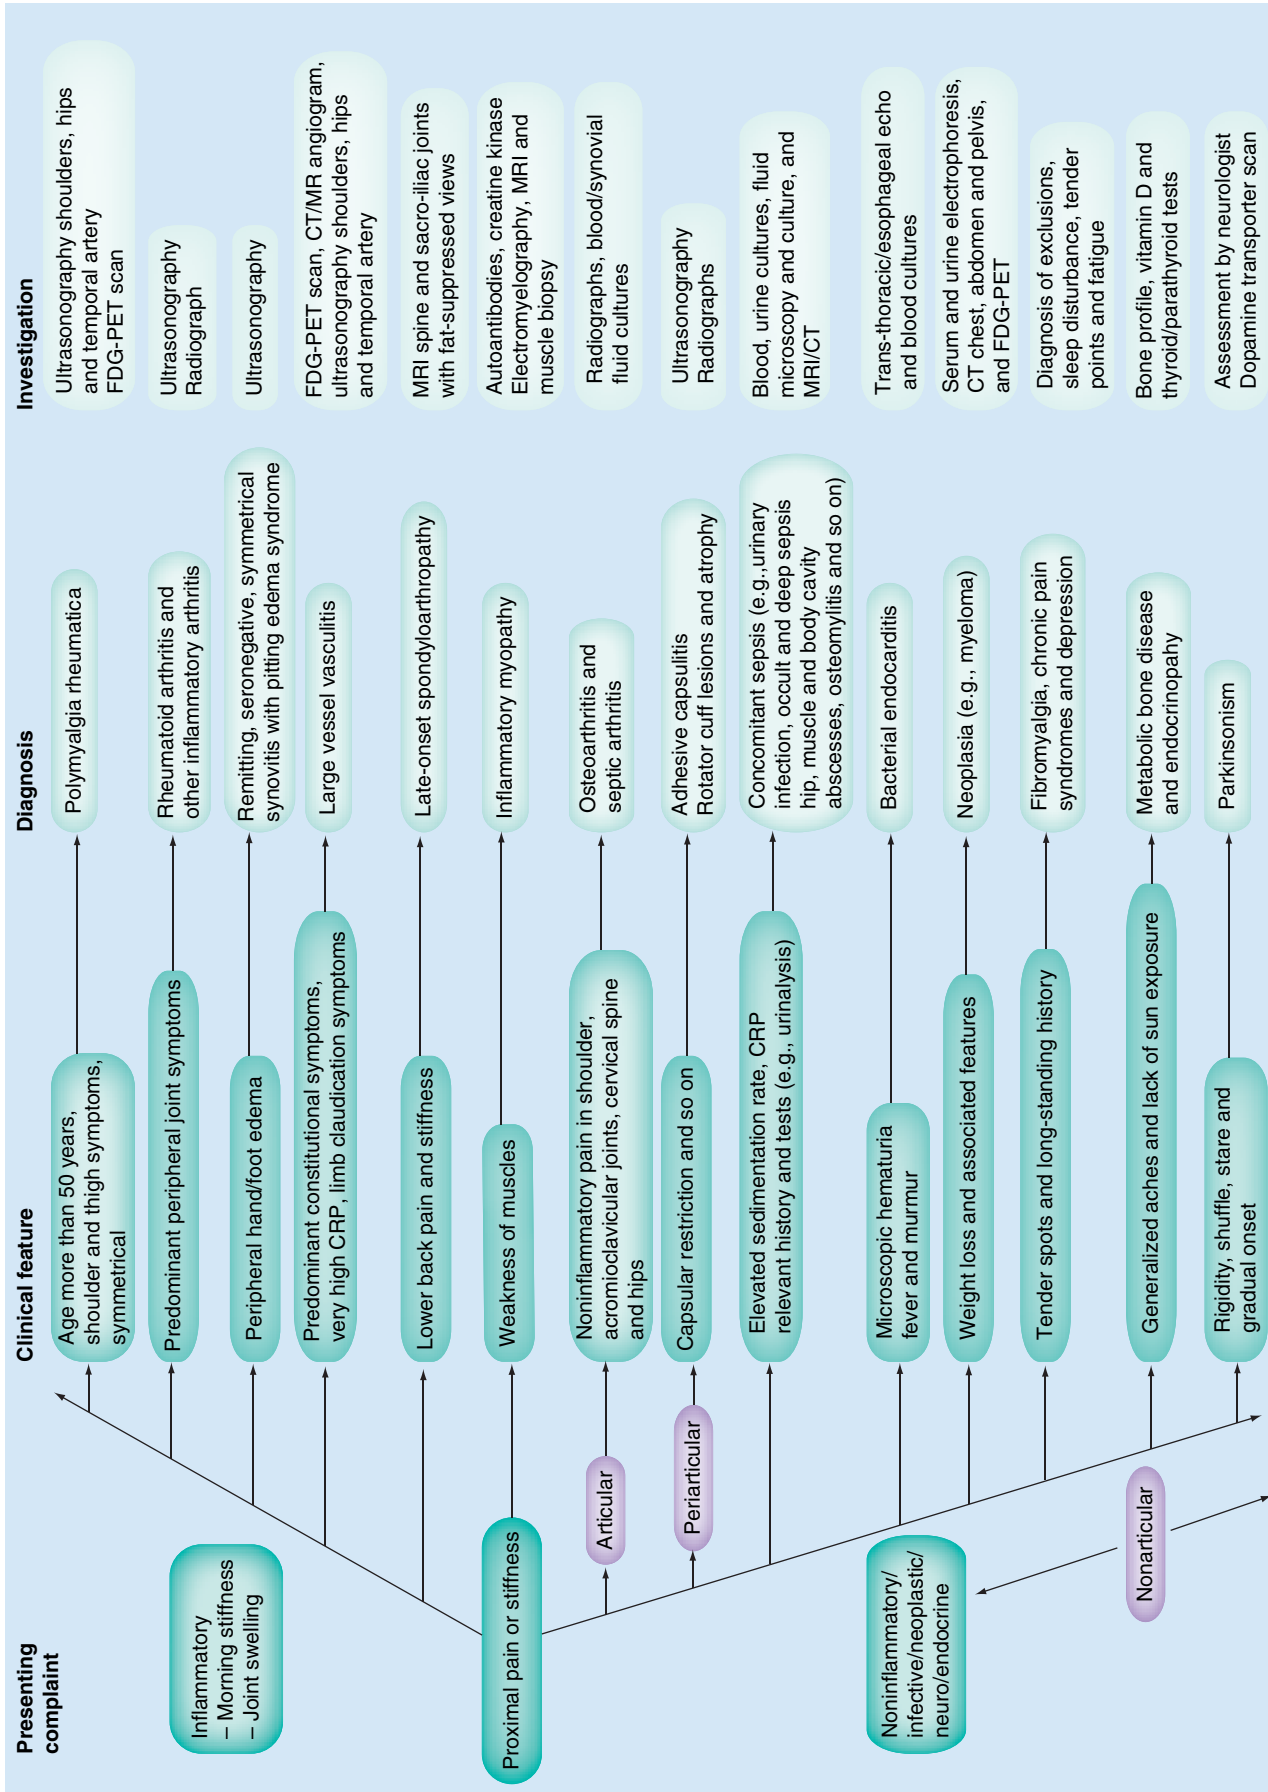 Presenting
complaint
Clinical feature
Diagnosis
Investigation
Inflammatory
– Morning stiffness
– Joint swelling
Proximal pain or stiffness
Noninflammatory/
infective/neoplastic/
neuro/endocrine
Articular
Periarticular
Nonarticular
Age more than 50 years,
shoulder and thigh symptoms,
symmetrical
Polymyalgia rheumatica
Ultrasonography shoulders, hips
and temporal artery
FDG-PET scan
Predominant peripheral joint symptoms
Rheumatoid arthritis and
other inflammatory arthritis
Ultrasonography
Radiograph
Peripheral hand/foot edema
Remitting, seronegative, symmetrical
synovitis with pitting edema syndrome
Ultrasonography
Predominant constitutional symptoms,
very high CRP, limb claudication symptoms
Large vessel vasculitis
FDG-PET scan, CT/MR angiogram,
ultrasonography shoulders, hips
and temporal artery
Lower back pain and stiffness
Late-onset spondyloarthropathy
MRI spine and sacro-iliac joints
with fat-suppressed views
Weakness of muscles
Inflammatory myopathy
Autoantibodies, creatine kinase
Electromyelography, MRI and
muscle biopsy
Noninflammatory pain in shoulder,
acromioclavicular joints, cervical spine
and hips
Osteoarthritis and
septic arthritis
Radiographs, blood/synovial
fluid cultures
Capsular restriction and so on
Adhesive capsulitis
Rotator cuff lesions and atrophy
Ultrasonography
Radiographs
Elevated sedimentation rate, CRP
relevant history and tests (e.g., urinalysis)
Concomitant sepsis (e.g.,urinary
infection, occult and deep sepsis
hip, muscle and body cavity
abscesses, osteomylitis and so on)
Blood, urine cultures, fluid
microscopy and culture, and
MRI/CT
Microscopic hematuria
fever and murmur
Bacterial endocarditis
Trans-thoracic/esophageal echo
and blood cultures
Weight loss and associated features
Neoplasia (e.g., myeloma)
Serum and urine electrophoresis,
CT chest, abdomen and pelvis,
and FDG-PET
Tender spots and long-standing history
Fibromyalgia, chronic pain
syndromes and depression
Diagnosis of exclusions,
sleep disturbance, tender
points and fatigue
Generalized aches and lack of sun exposure
Metabolic bone disease
and endocrinopahy
Bone profile, vitamin D and
thyroid/parathyroid tests
Rigidity, shuffle, stare and
gradual onset
Parkinsonism
Assessment by neurologist
Dopamine transporter scan